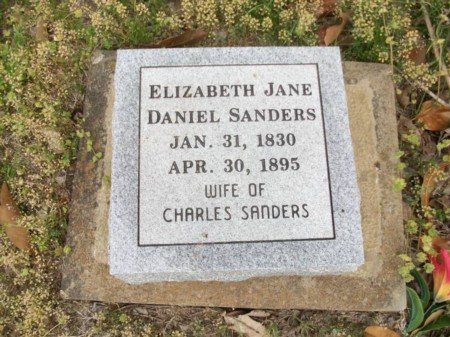 ELIZABETH JANE
DANIEL SANDERS
JAN. 31, 1830
APR. 30, 1895
WIFE OF
CHARLES SANDERS